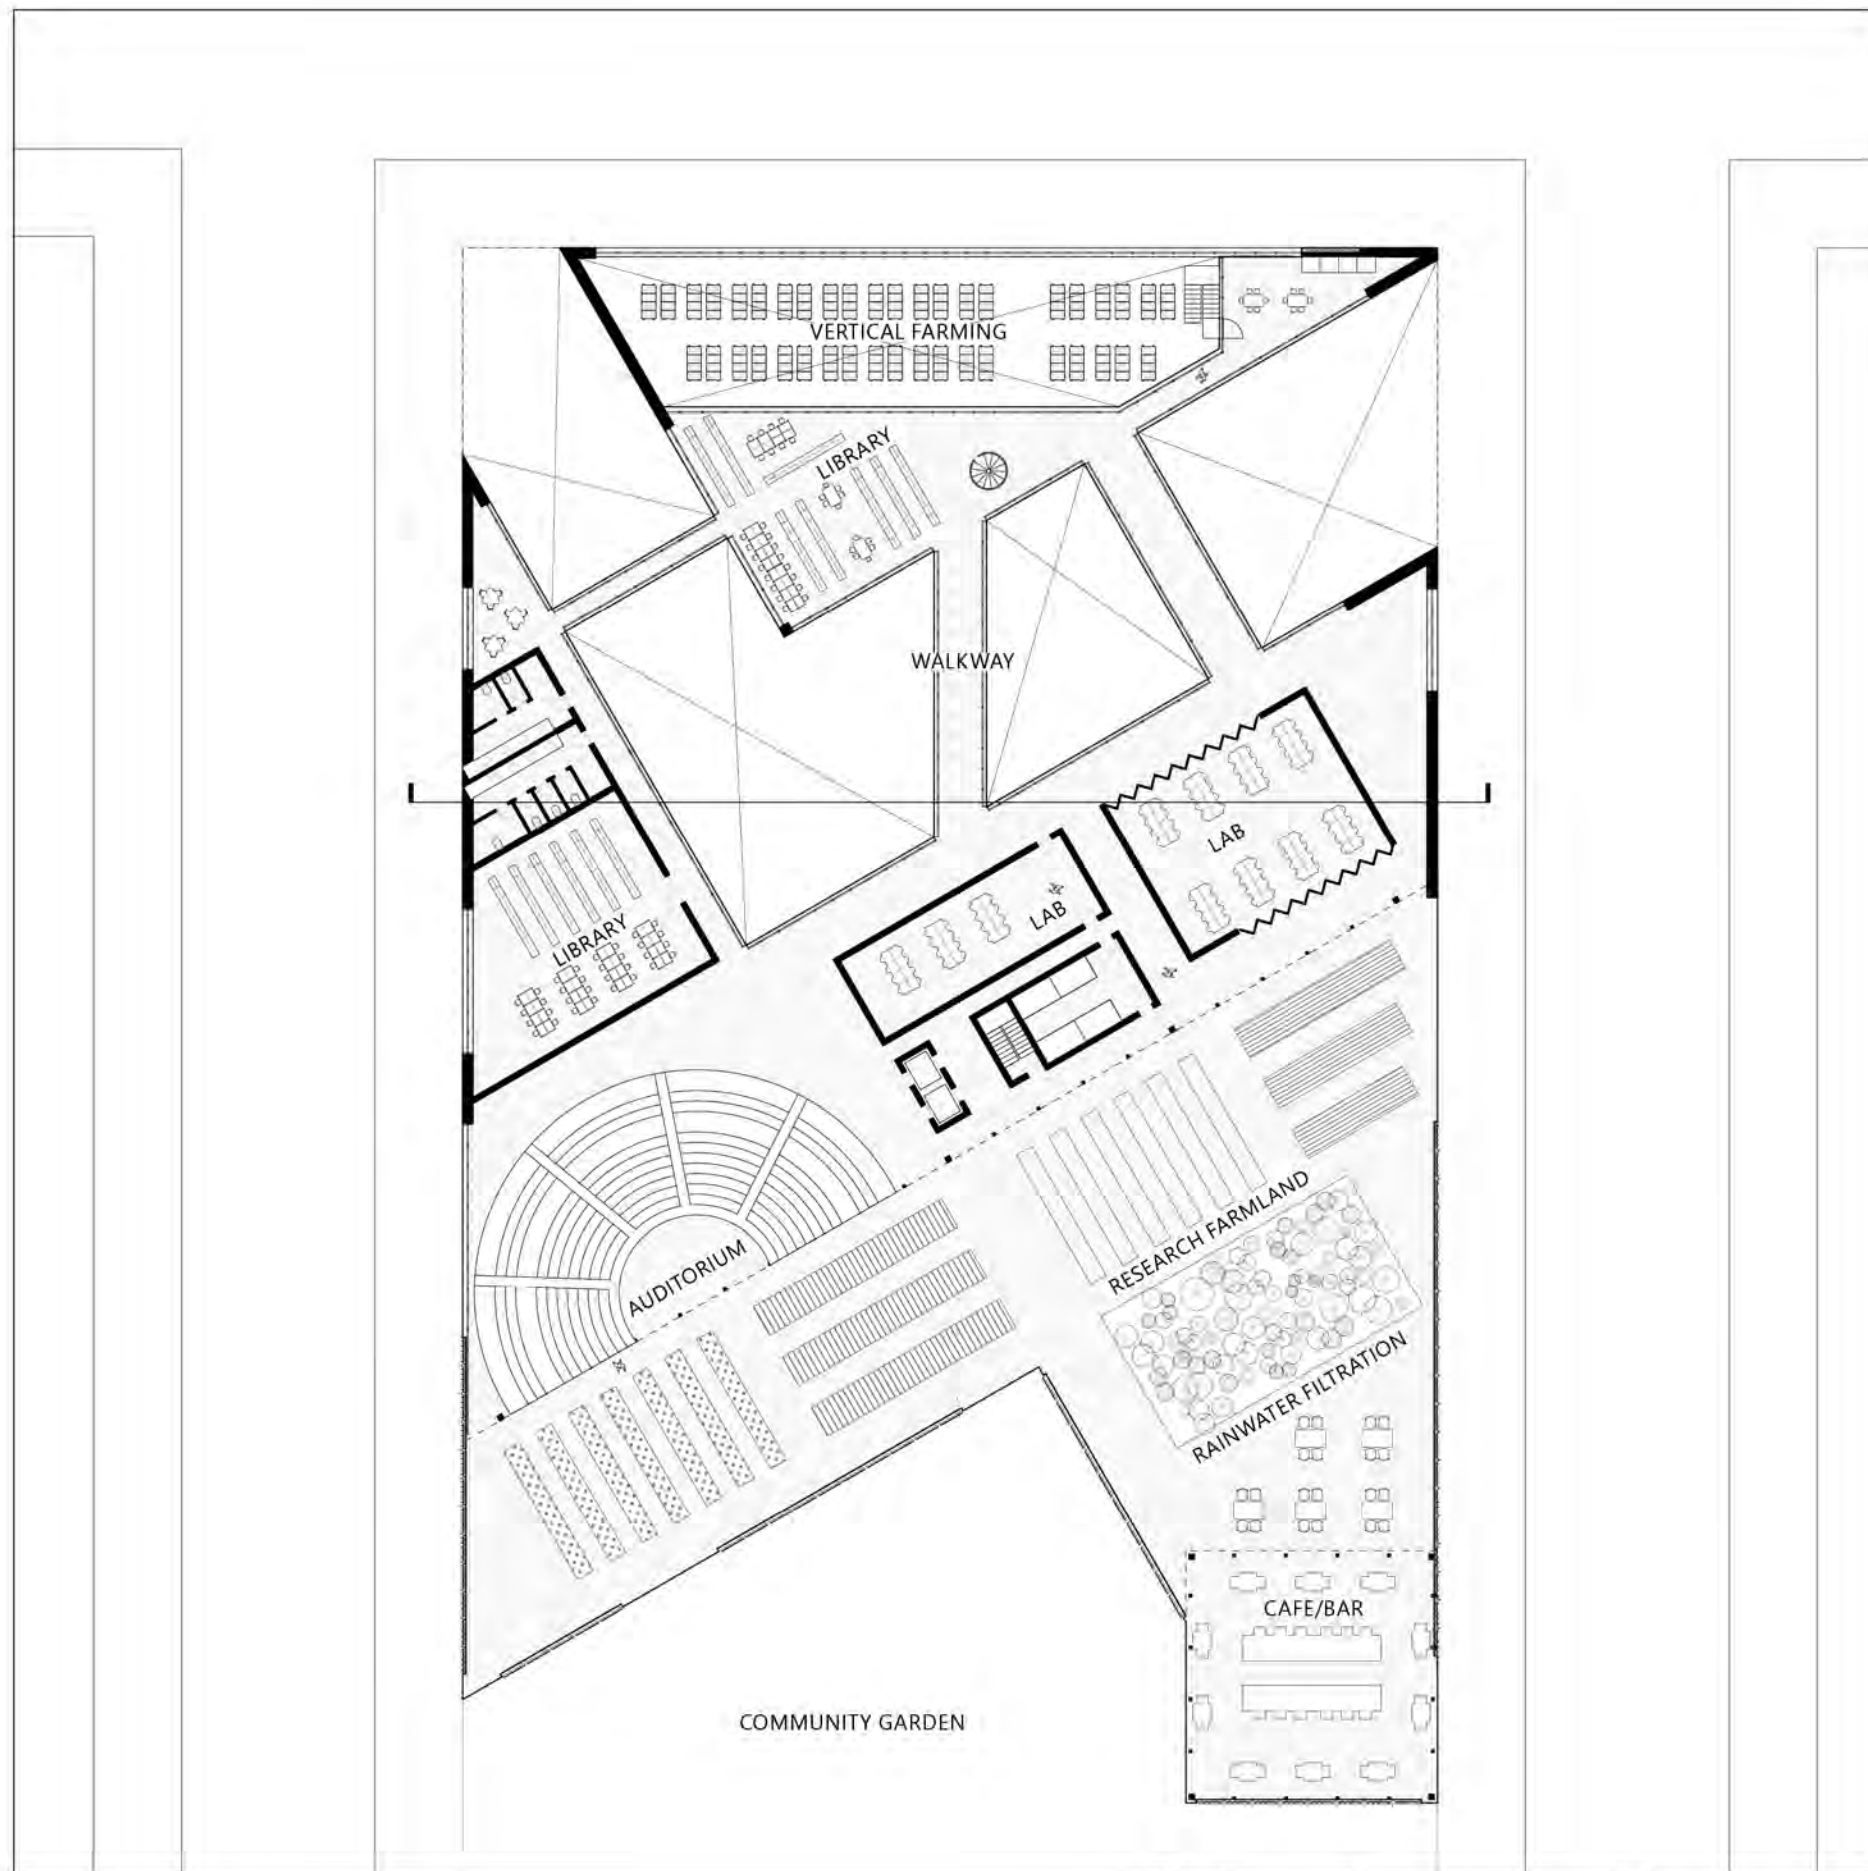 VERTICAL FARMING
LIBRARY
WALKWAY
LAB
LAB
LIBRARY
RESEARCH FARMLAND
AUDITORIUM
RAINWATER FILTRATION
CAFE/BAR
COMMUNITY GARDEN